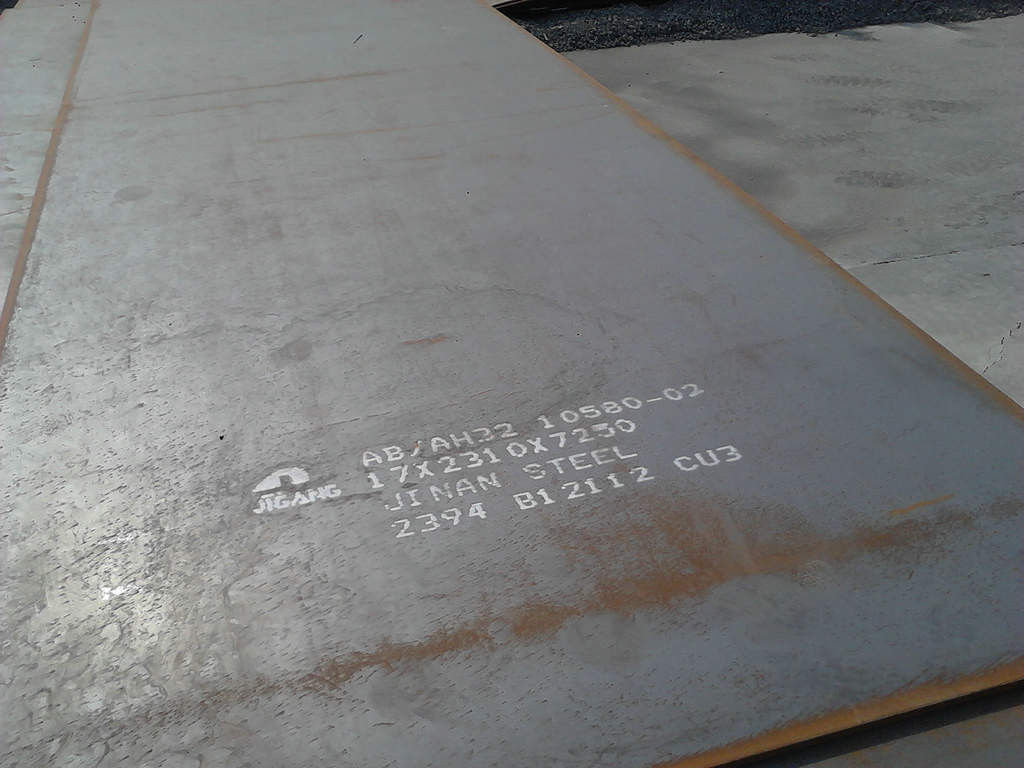 AB/AH32 10580-02
17X2310X7250
JINAN STEEL
2394 B12112 CU3
JIGANG